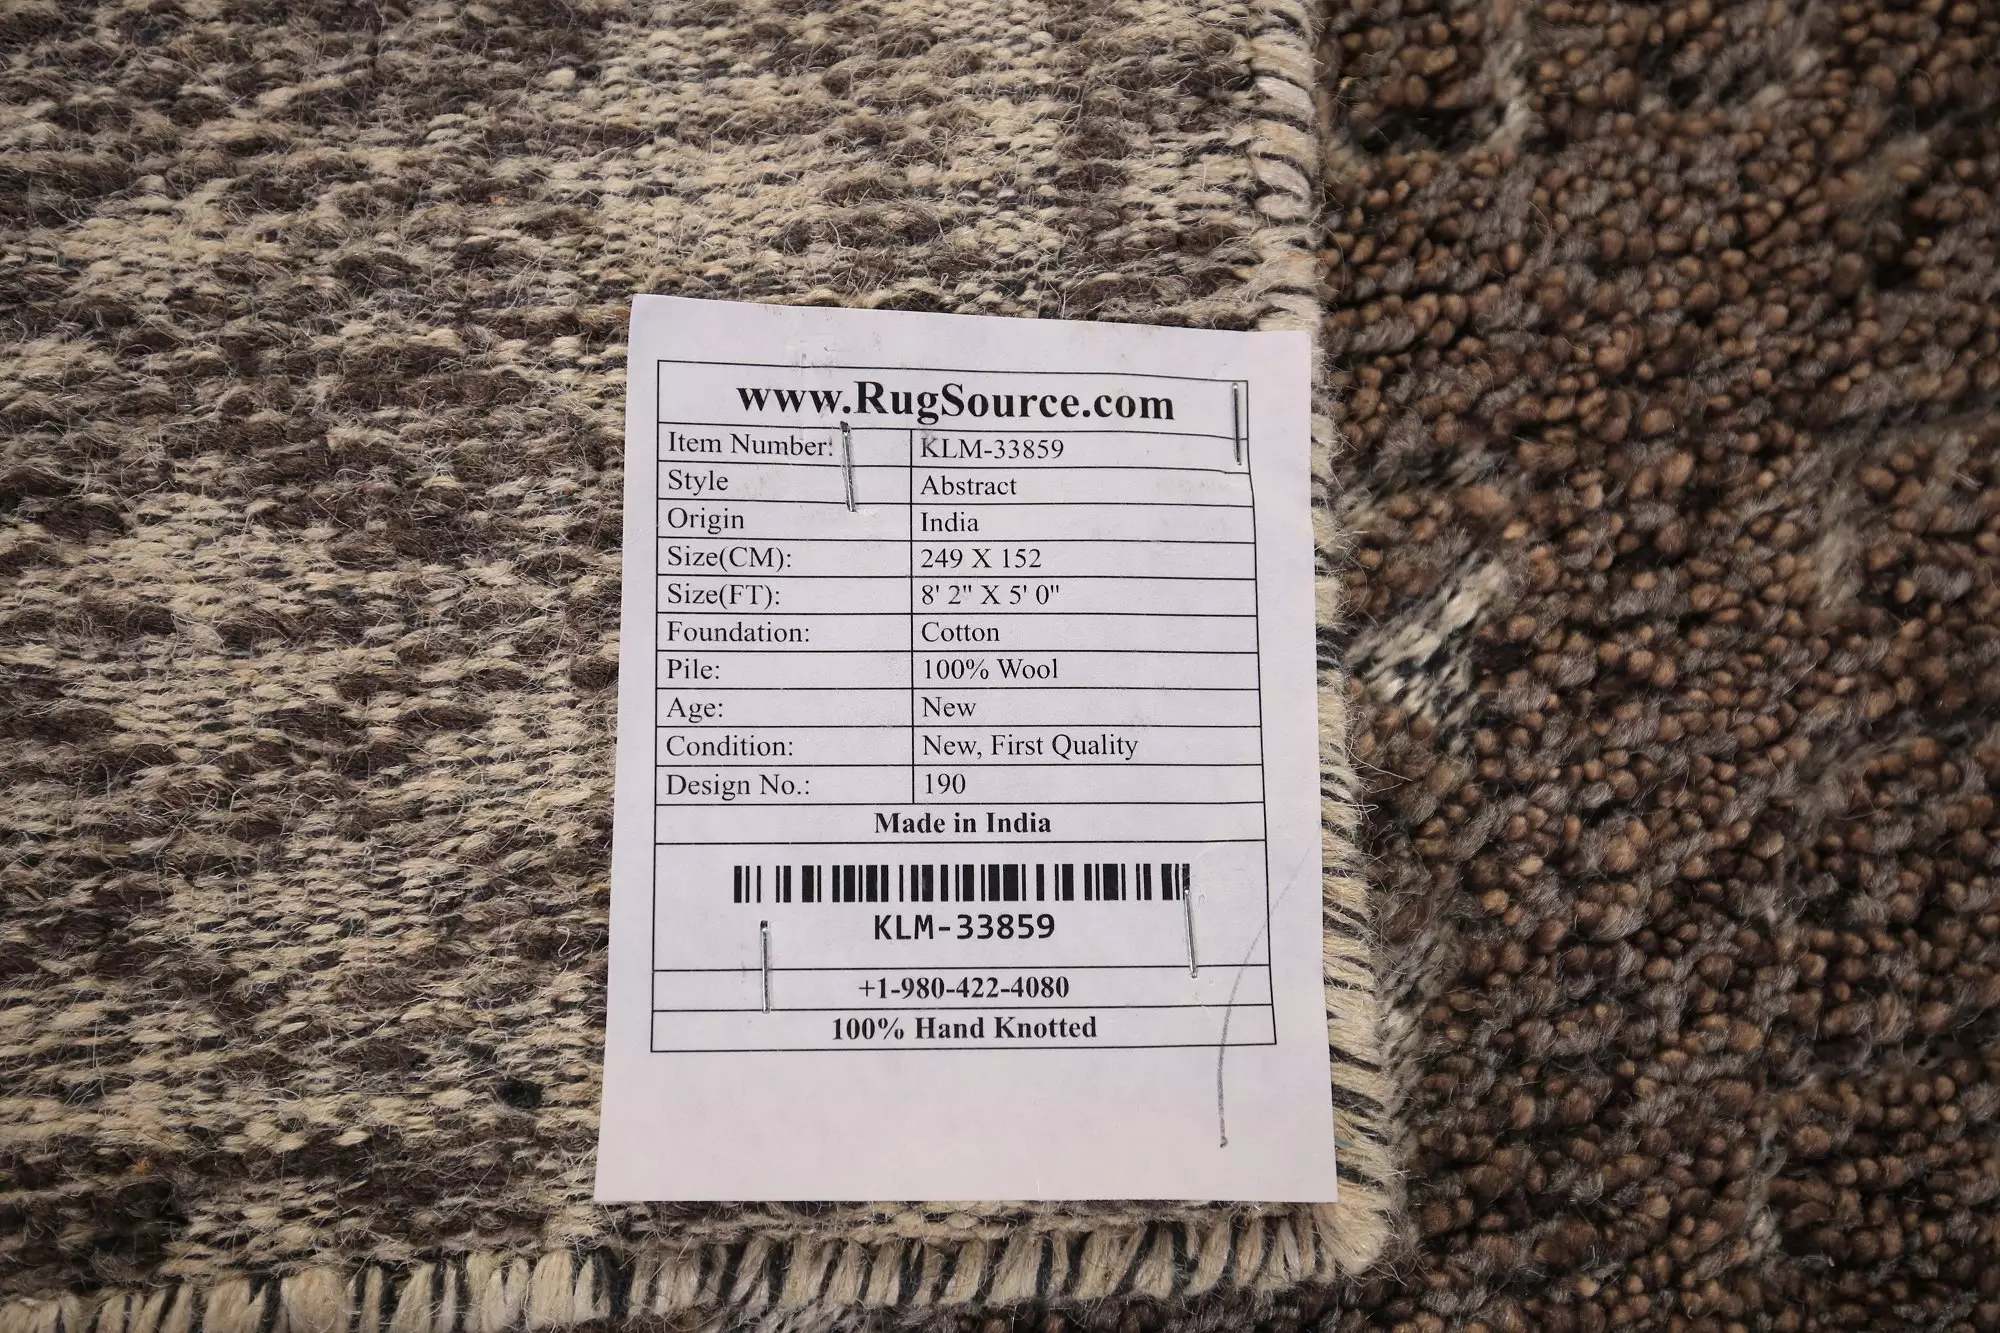 www.RugSource.com
Item Number: KLM-33859
Style Abstract
Origin India
Size(CM): 249 X 152
Size(FT): 8' 2" X 5' 0"
Foundation: Cotton
Pile: 100% Wool
Age: New
Condition: New, First Quality
Design No.: 190
Made in India
KLM-33859
+1-980-422-4080
100% Hand Knotted